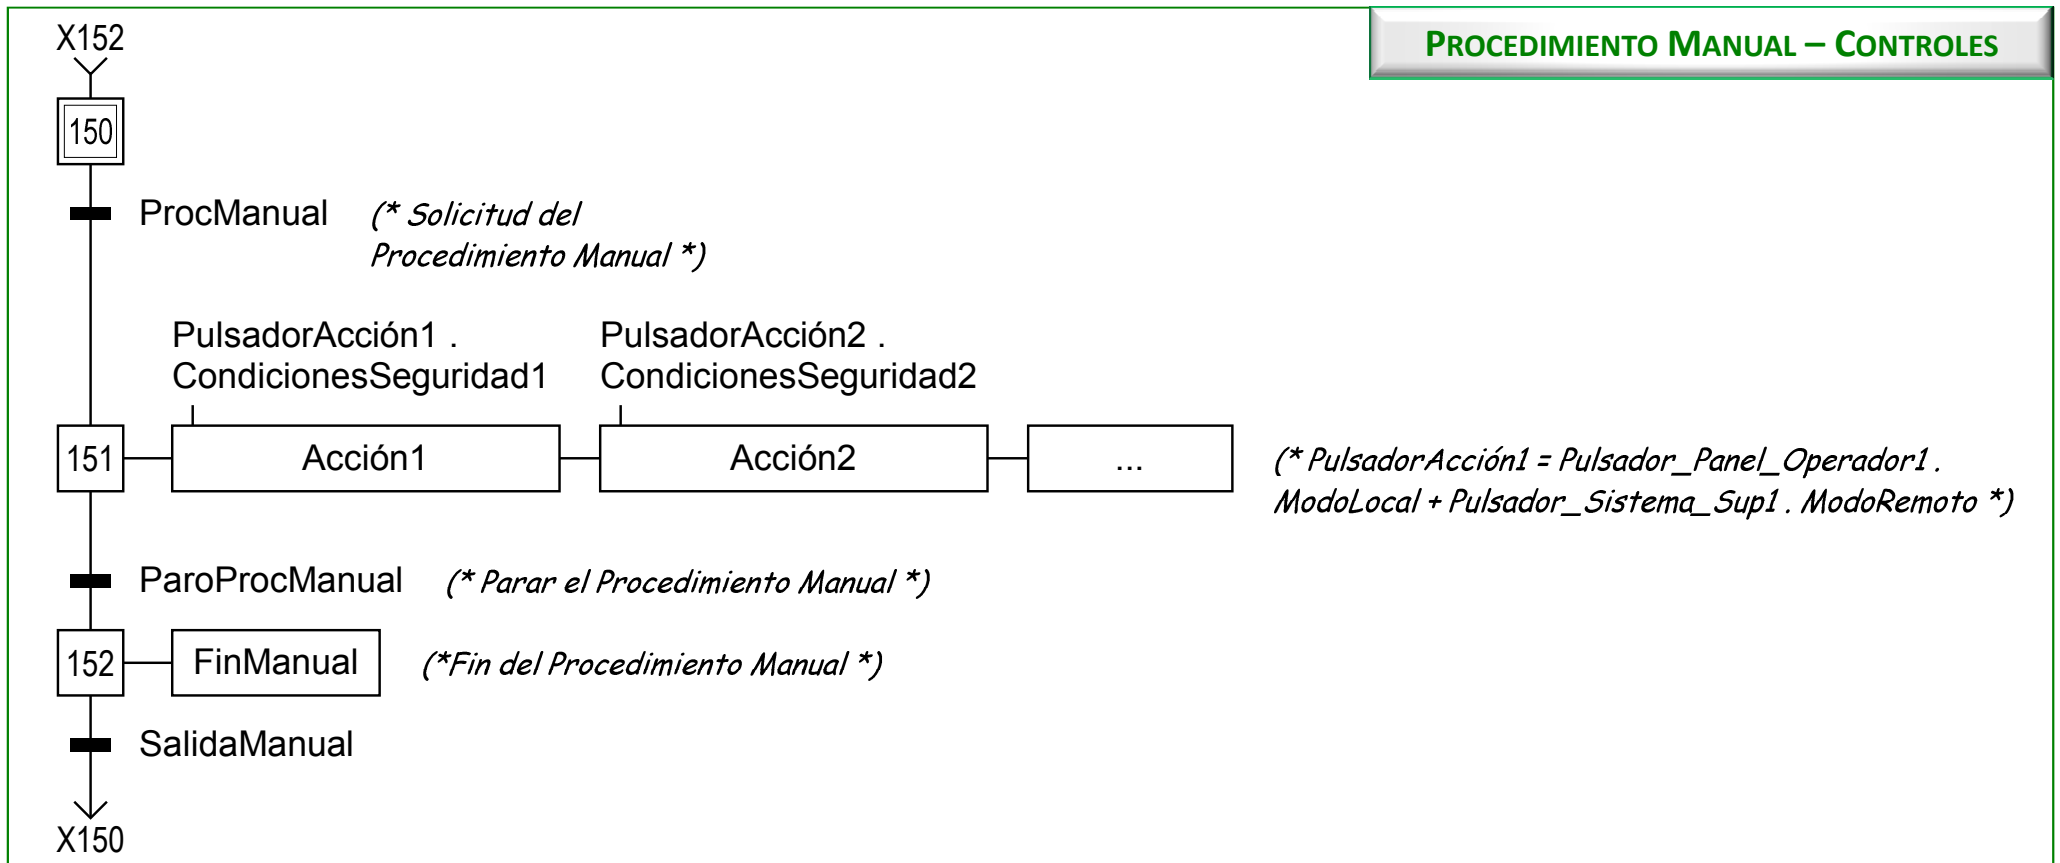 X152
PROCEDIMIENTO MANUAL – CONTROLES
150
ProcManual (* Solicitud del
Procedimiento Manual *)
PulsadorAcción1 . PulsadorAcción2 .
CondicionesSeguridad1 CondicionesSeguridad2
151 Acción1 Acción2 ... (* PulsadorAcción1 = Pulsador_Panel_Operador1 .
ModoLocal + Pulsador_Sistema_Sup1 . ModoRemoto *)
ParoProcManual (* Parar el Procedimiento Manual *)
152 FinManual (*Fin del Procedimiento Manual *)
SalidaManual
X150